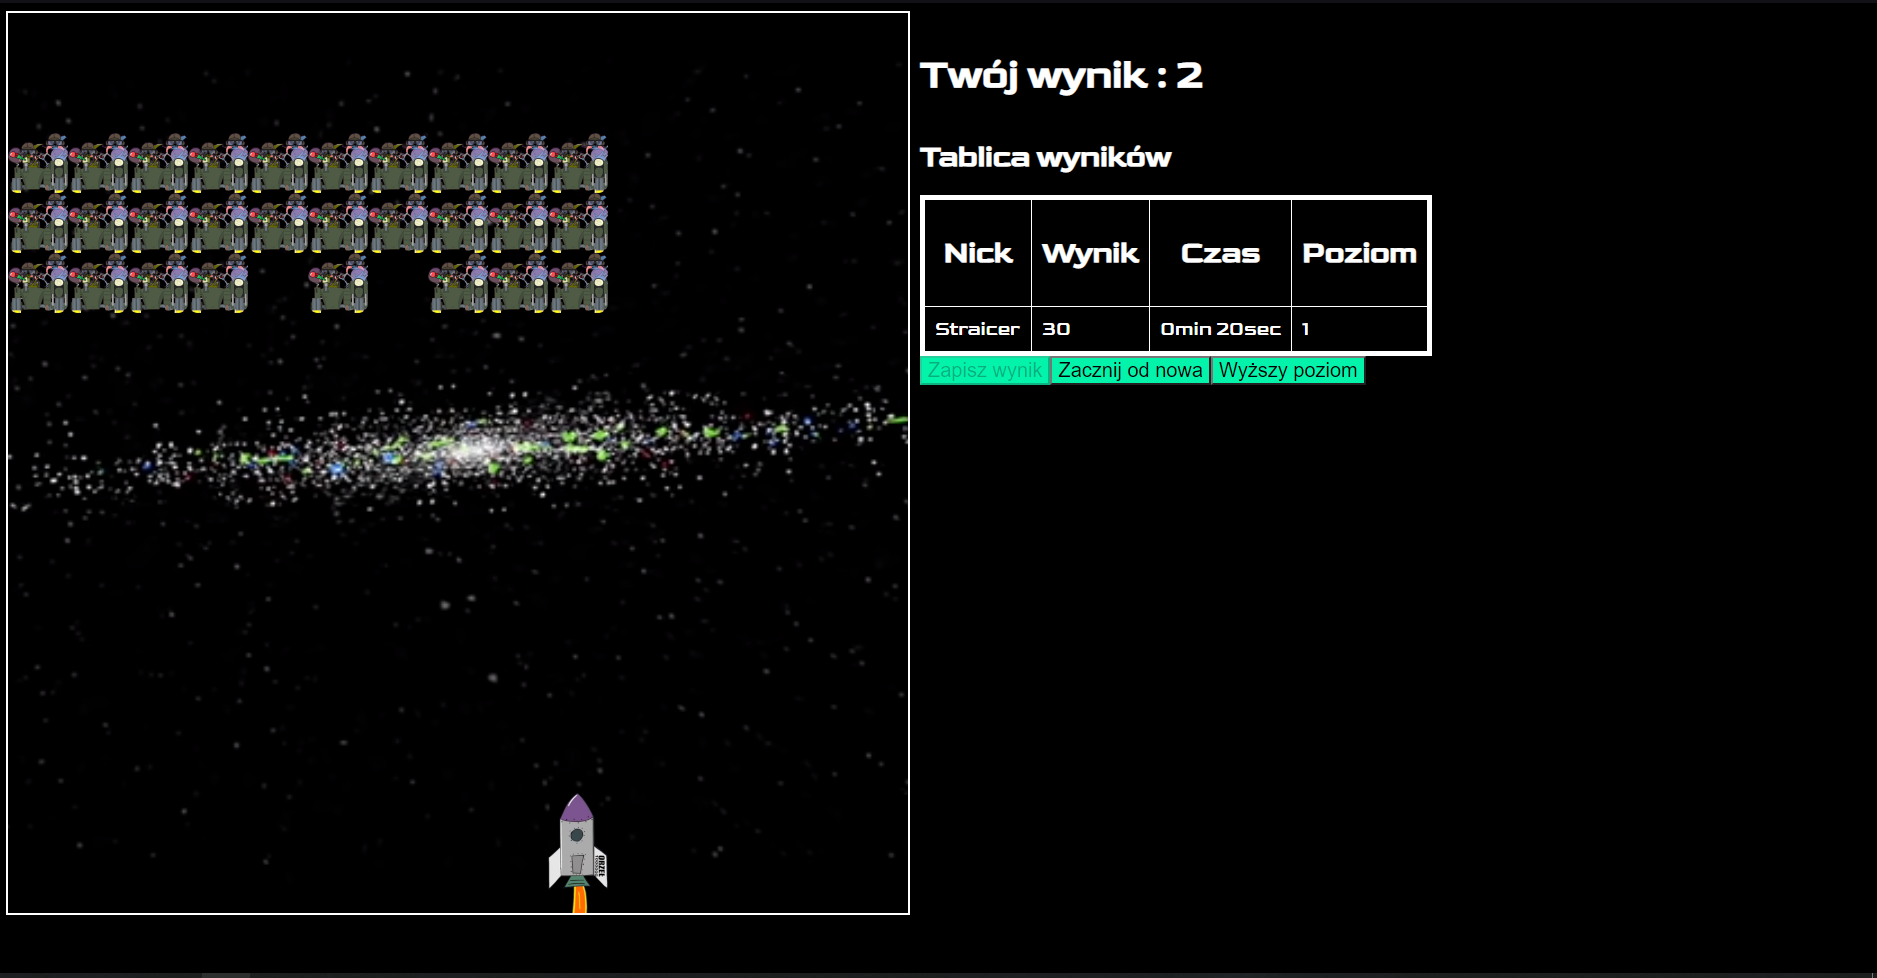 Twój wynik : 2
Tablica wyników
Nick Wynik Czas Poziom
Straicer 30 0min 20sec 1
Zapisz wynik Zacznij od nowa Wyższy poziom
ORZEŁ